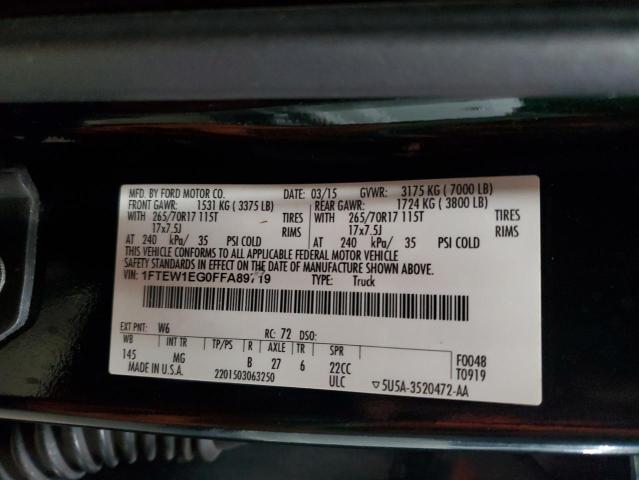 MFD. BY FORD MOTOR CO. DATE: 03/15 GVWR: 3175 KG ( 7000 LB)
FRONT GAWR: 1531 KG ( 3375 LB) REAR GAWR: 1724 KG ( 3800 LB)
WITH 265/70R17 115T TIRES WITH 265/70R17 115T TIRES
17x7.5J RIMS 17x7.5J RIMS
AT 240 kPa/ 35 PSI COLD AT 240 kPa/ 35 PSI COLD
THIS VEHICLE CONFORMS TO ALL APPLICABLE FEDERAL MOTOR VEHICLE
SAFETY STANDARDS IN EFFECT ON THE DATE OF MANUFACTURE SHOWN ABOVE.
VIN: 1FTEW1EG0FFA89719 TYPE: Truck
EXT PNT: W6 RC: 72 DSO:
WB TP/PS R AXLE TR SPR F0048
145 MG B 27 6 22CC T0919
MADE IN U.S.A. 2201503063250 ULC ▽5U5A-3520472-AA